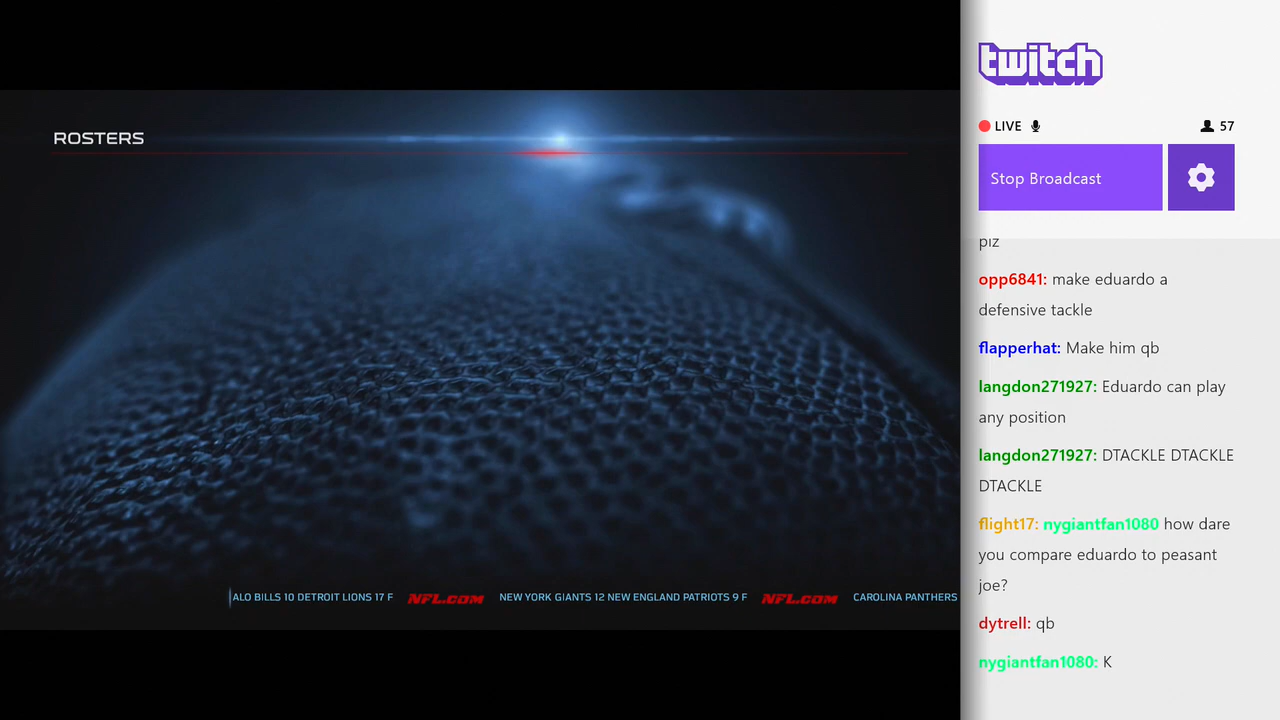 ROSTERS
ALO BILLS 10 DETROIT LIONS 17 F NFL.COM NEW YORK GIANTS 12 NEW ENGLAND PATRIOTS 9 F NFL.COM CAROLINA PANTHERS
twitch
LIVE 57
Stop Broadcast
piz
opp6841: make eduardo a
defensive tackle
flapperhat: Make him qb
langdon271927: Eduardo can play
any position
langdon271927: DTACKLE DTACKLE
DTACKLE
flight17: nygiantfan1080 how dare
you compare eduardo to peasant
joe?
dytrell: qb
nygiantfan1080: K